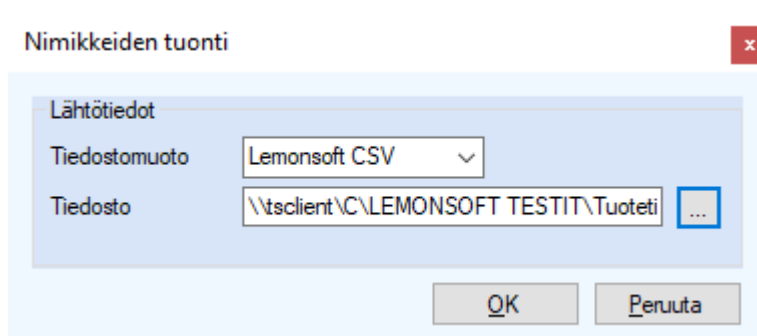 Nimikkeiden tuonti
x
Lähtötiedot
Tiedostomuoto Lemonsoft CSV
Tiedosto \\tsclient\C\LEMONSOFT TESTIT\Tuoteti ...
OK Peruuta